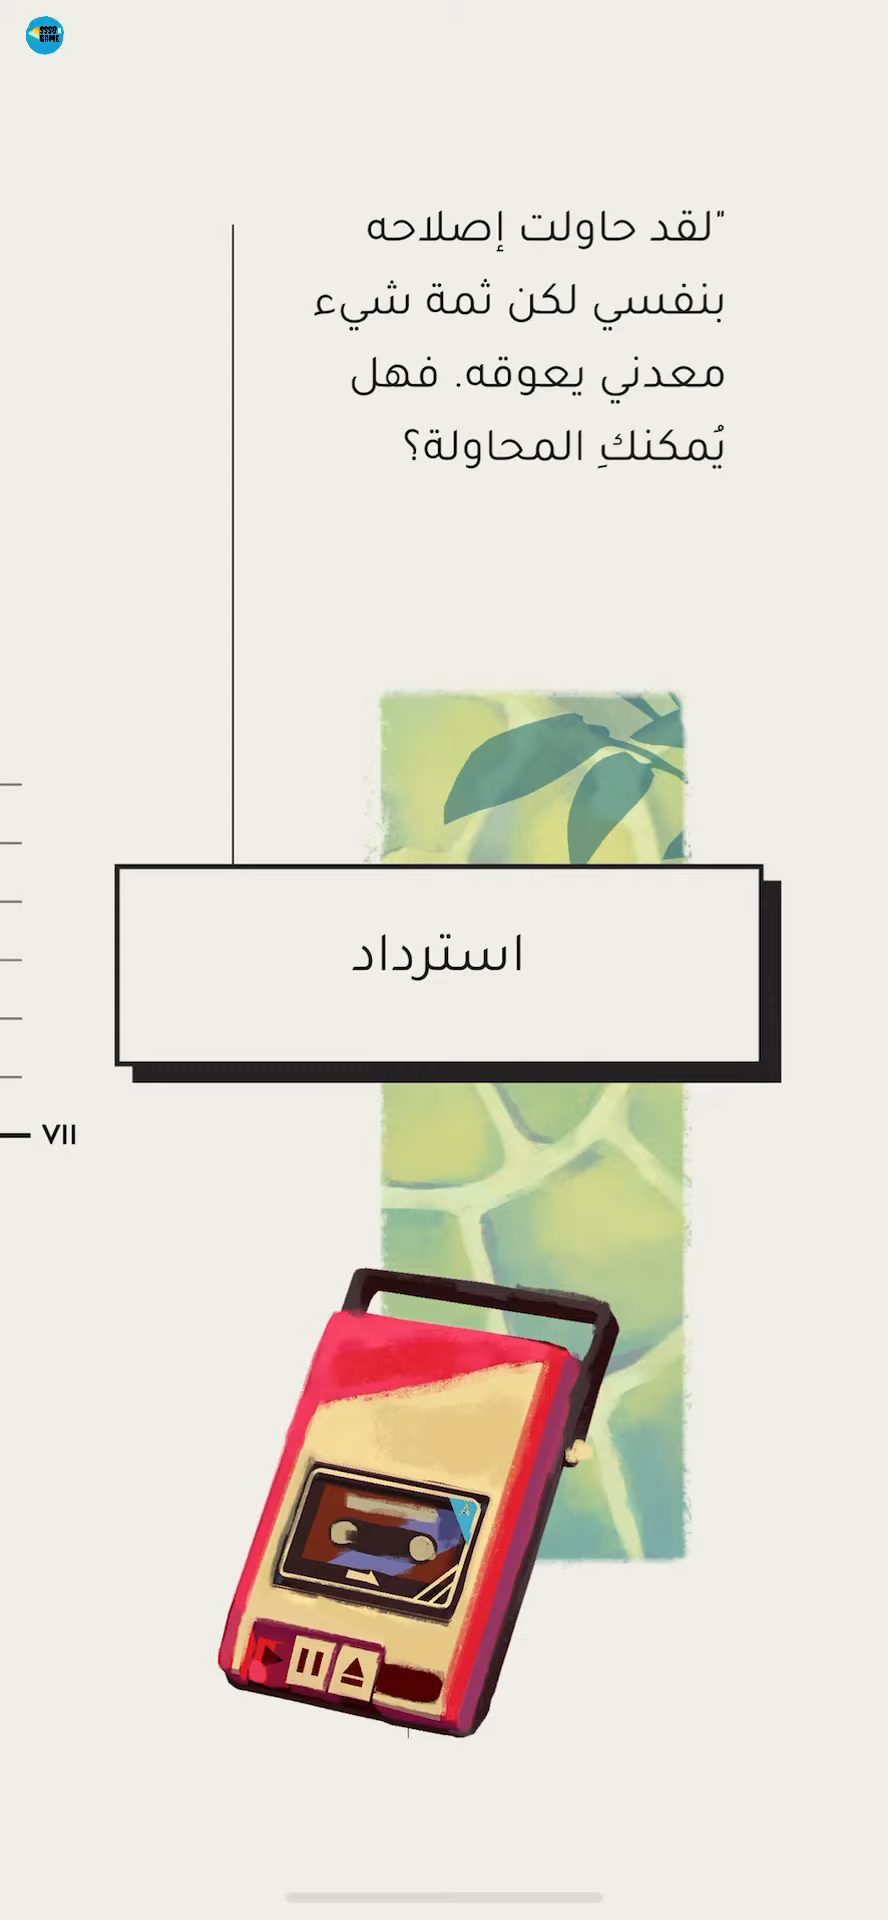 "لقد حاولت إصلاحه
بنفسي لكن ثمة شيء
معدني يعوقه. فهل
يُمكنكِ المحاولة؟
استرداد
VII
A